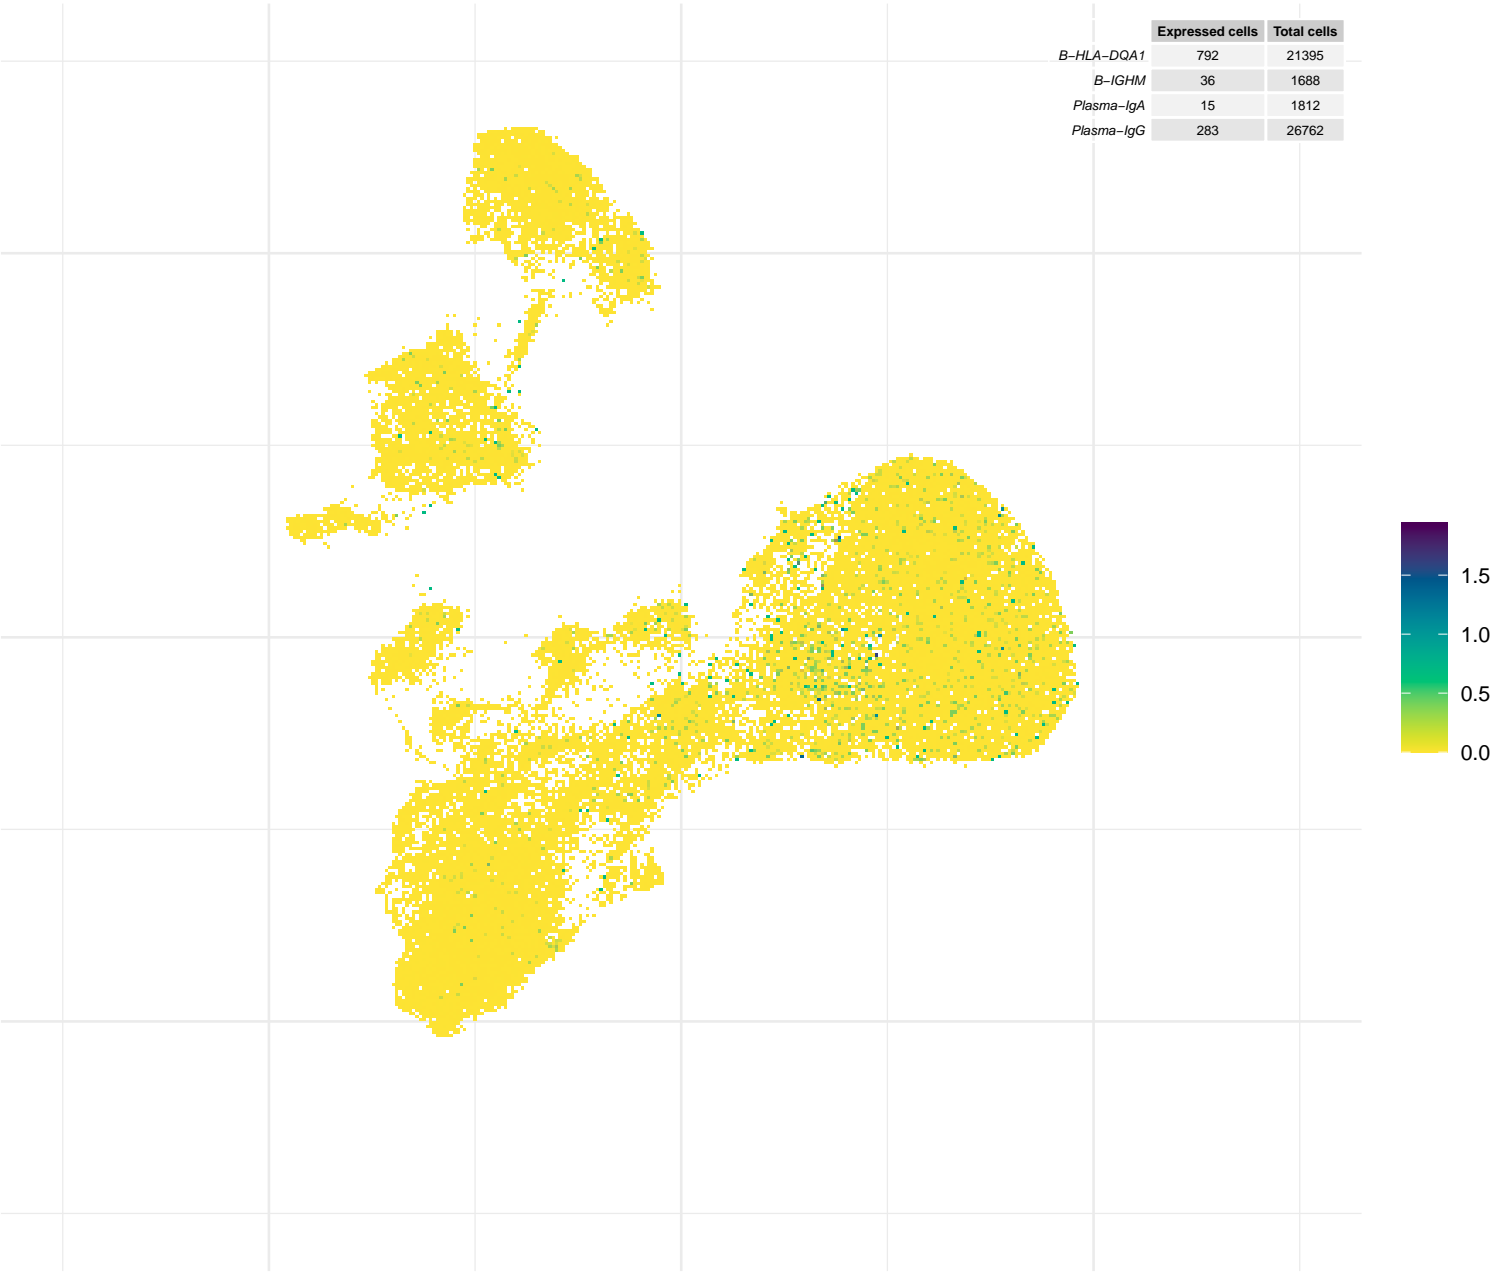 Expressed cells Total cells
B-HLA-DQA1 792 21395
B-IGHM 36 1688
Plasma-IgA 15 1812
Plasma-IgG 283 26762
1.5
1.0
0.5
0.0